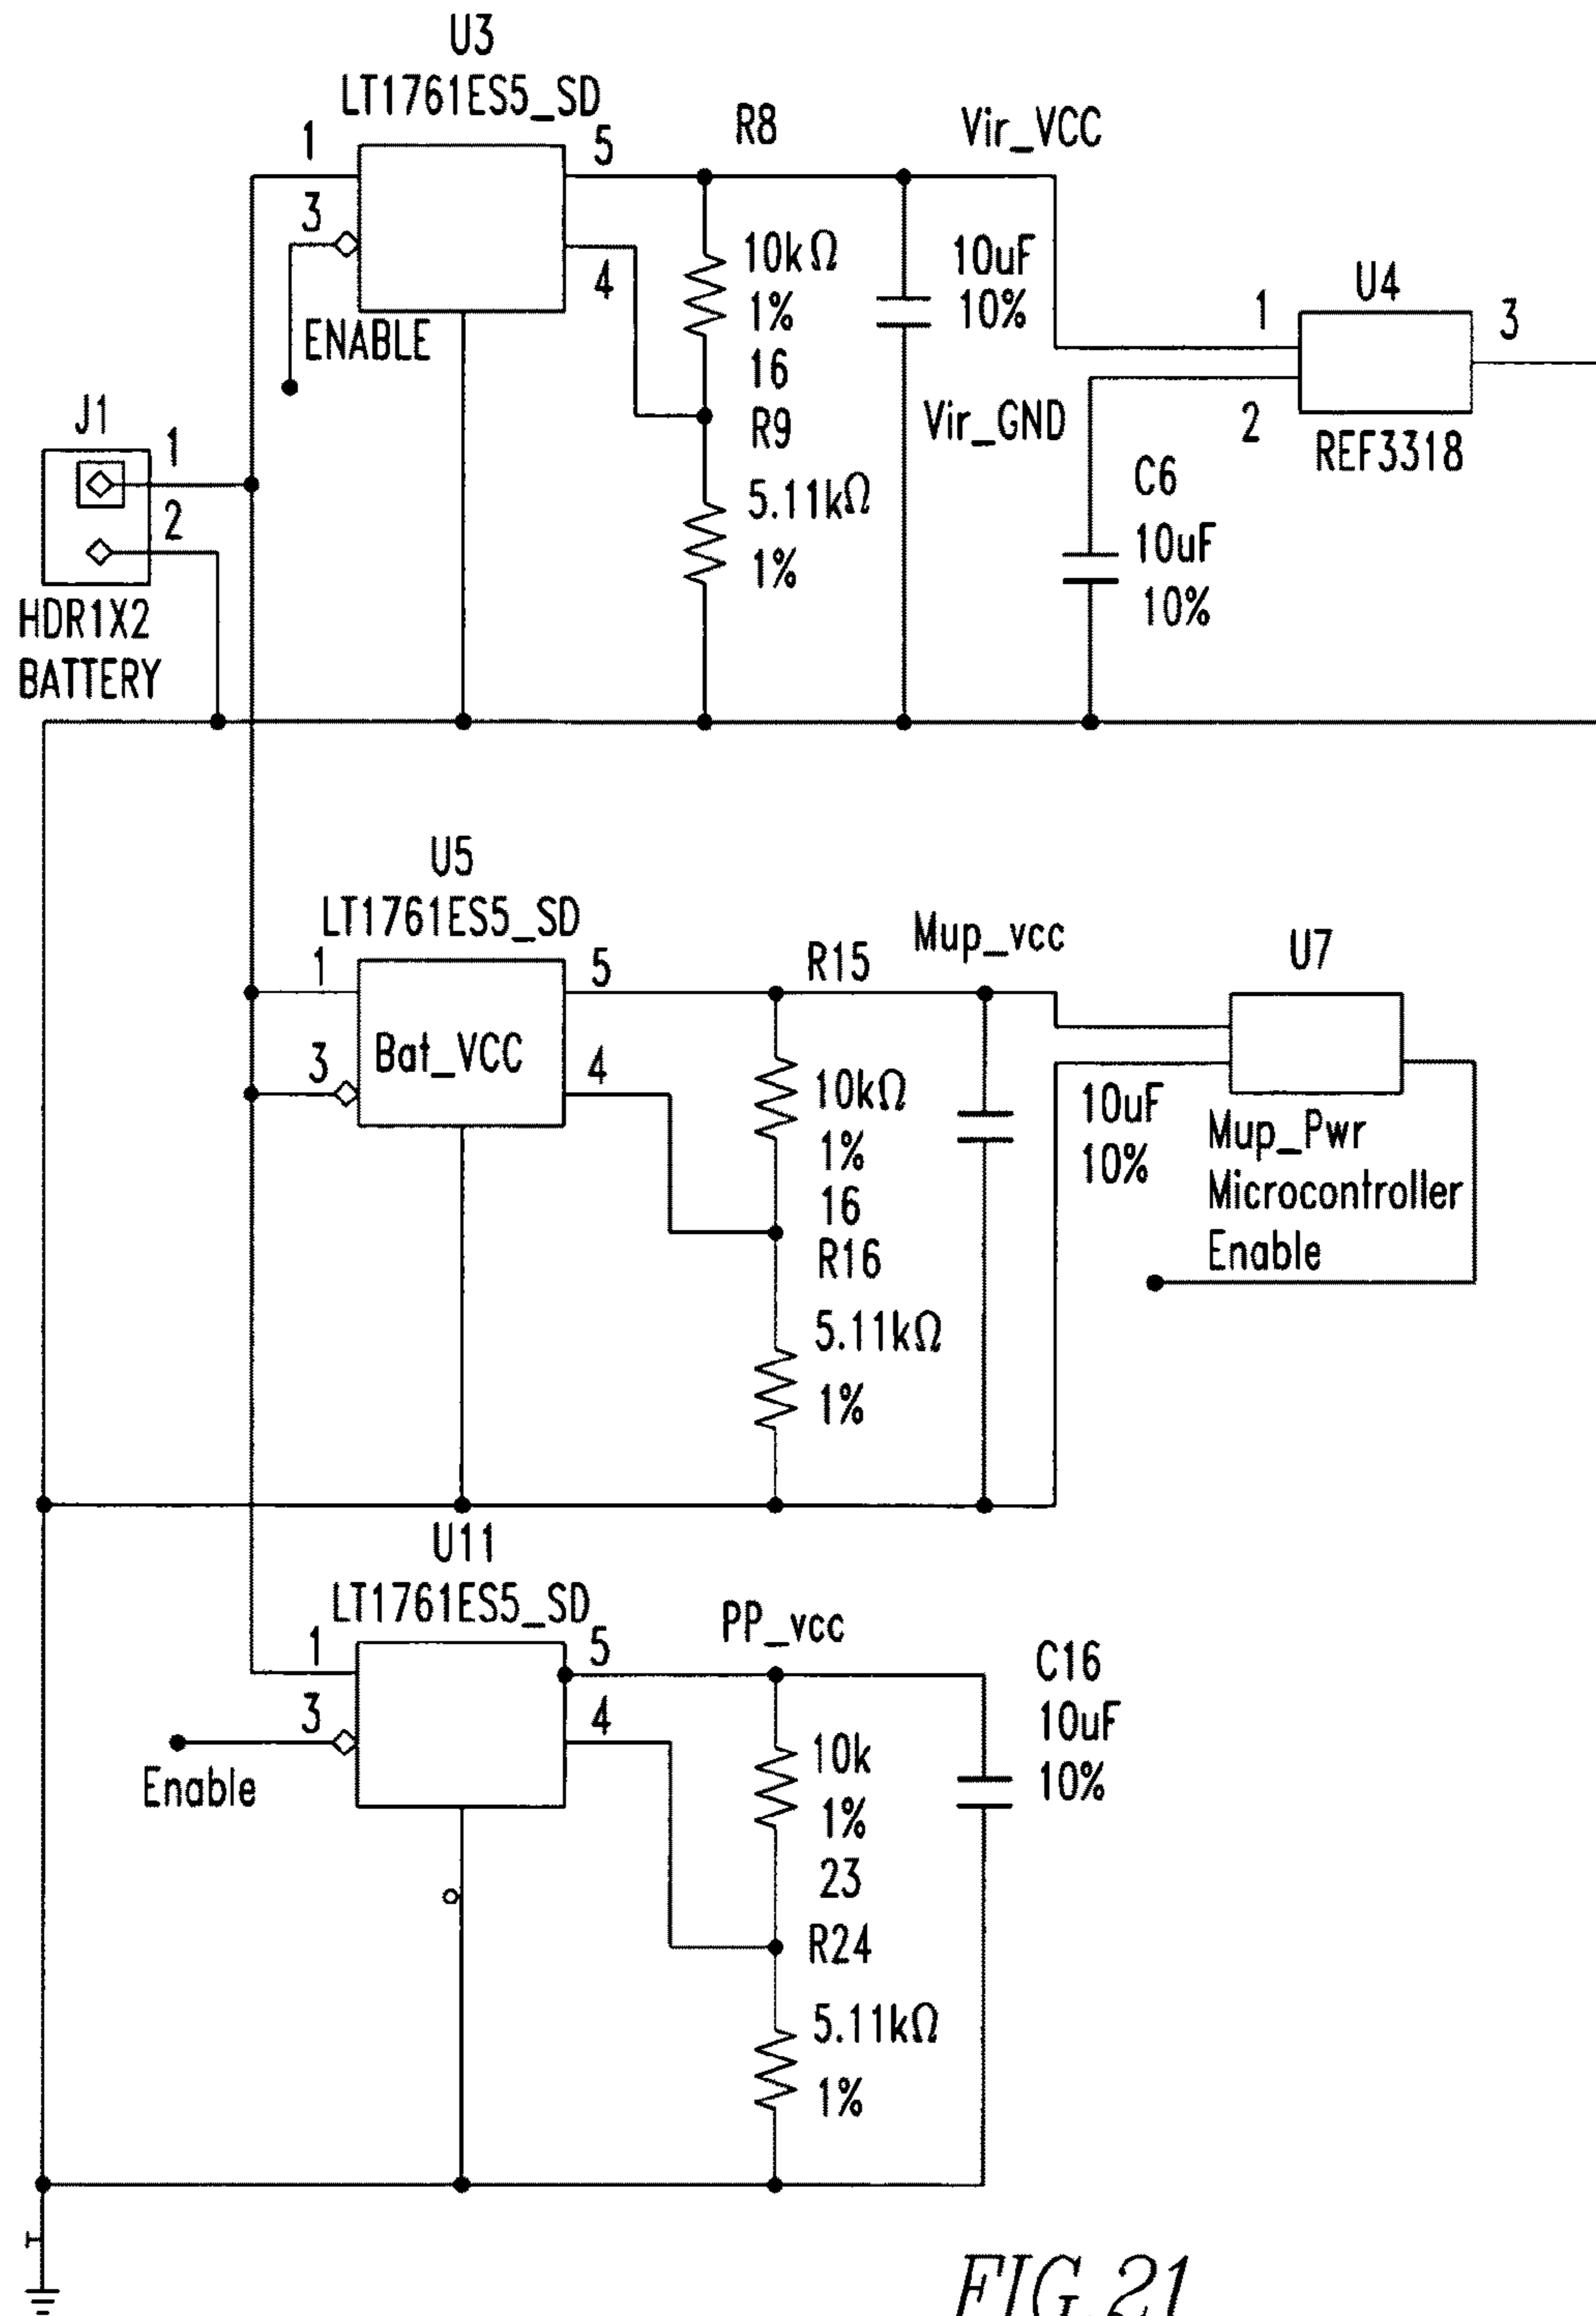 U3
LT1761ES5_SD
1
5
R8
Vir_VCC
3
4
10kΩ
1%
16
R9
5.11kΩ
1%
10uF
10%
ENABLE
U4
1
3
2
REF3318
Vir_GND
C6
10uF
10%
J1
1
2
HDR1X2
BATTERY
U5
LT1761ES5_SD
1
5
R15
Mup_vcc
3
Bat_VCC
4
10kΩ
1%
16
R16
5.11kΩ
1%
10uF
10%
U7
Mup_Pwr
Microcontroller
Enable
U11
LT1761ES5_SD
1
5
PP_vcc
3
4
Enable
10k
1%
23
R24
5.11kΩ
1%
C16
10uF
10%
FIG.21